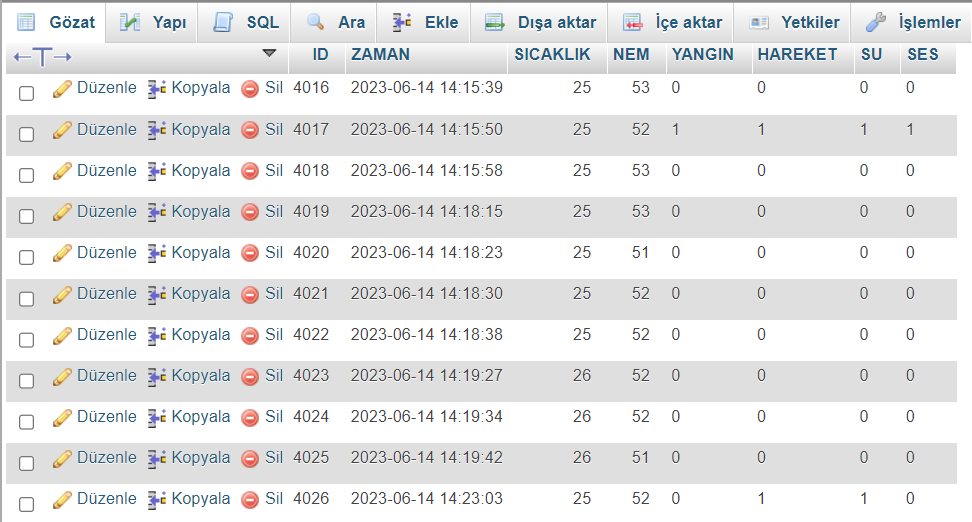 Gözat Yapı SQL Ara Ekle Dışa aktar İçe aktar Yetkiler İşlemler
←T→ ID ZAMAN SICAKLIK NEM YANGIN HAREKET SU SES
Düzenle Kopyala Sil 4016 2023-06-14 14:15:39 25 53 0 0 0 0
Düzenle Kopyala Sil 4017 2023-06-14 14:15:50 25 52 1 1 1 1
Düzenle Kopyala Sil 4018 2023-06-14 14:15:58 25 53 0 0 0 0
Düzenle Kopyala Sil 4019 2023-06-14 14:18:15 25 53 0 0 0 0
Düzenle Kopyala Sil 4020 2023-06-14 14:18:23 25 51 0 0 0 0
Düzenle Kopyala Sil 4021 2023-06-14 14:18:30 25 52 0 0 0 0
Düzenle Kopyala Sil 4022 2023-06-14 14:18:38 25 52 0 0 0 0
Düzenle Kopyala Sil 4023 2023-06-14 14:19:27 26 52 0 0 0 0
Düzenle Kopyala Sil 4024 2023-06-14 14:19:34 26 52 0 0 0 0
Düzenle Kopyala Sil 4025 2023-06-14 14:19:42 26 51 0 0 0 0
Düzenle Kopyala Sil 4026 2023-06-14 14:23:03 25 52 0 1 1 0